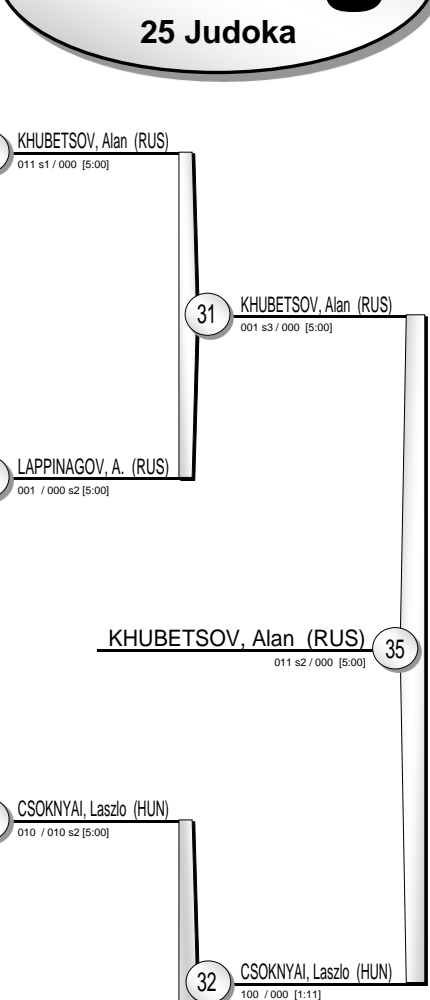 25 Judoka
KHUBETSOV, Alan (RUS)
011 s1 / 000 [5:00]
31
KHUBETSOV, Alan (RUS)
001 s3 / 000 [5:00]
LAPPINAGOV, A. (RUS)
001 / 000 s2 [5:00]
KHUBETSOV, Alan (RUS)
35
011 s2 / 000 [5:00]
CSOKNYAI, Laszlo (HUN)
010 / 010 s2 [5:00]
32
CSOKNYAI, Laszlo (HUN)
100 / 000 [1:11]